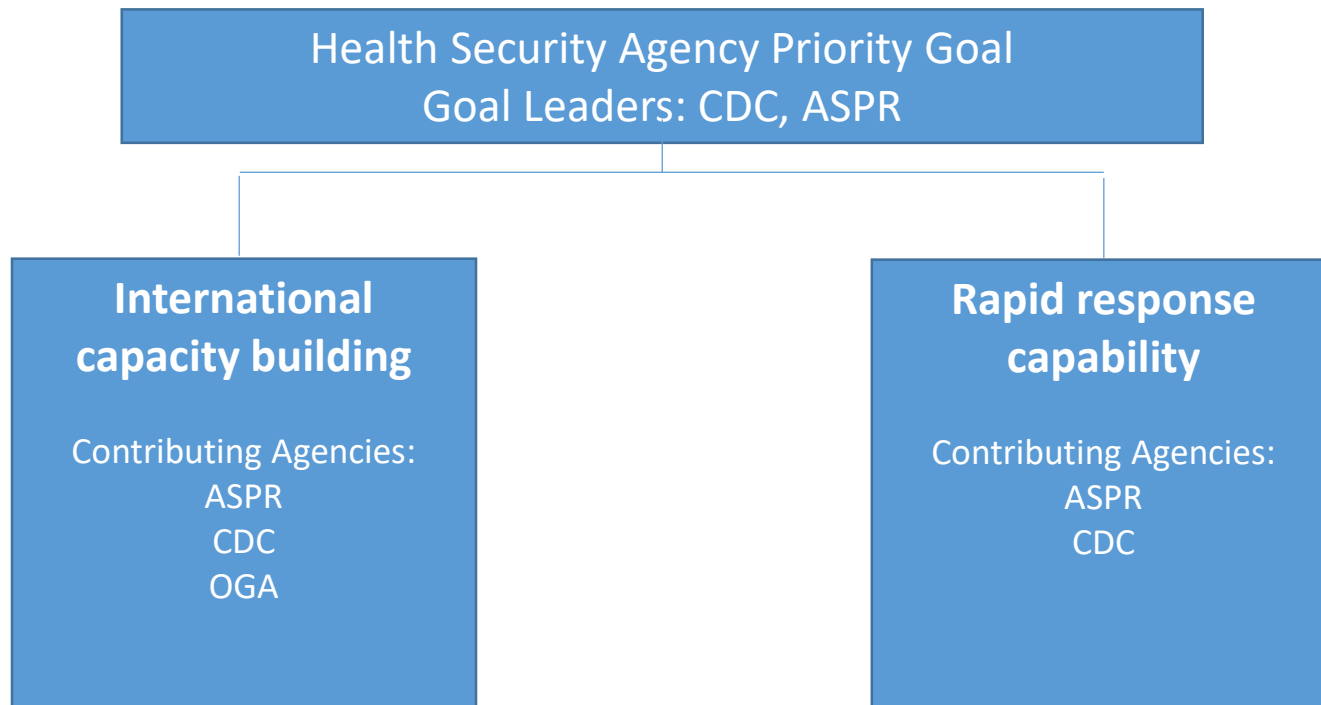 Health Security Agency Priority Goal
Goal Leaders: CDC, ASPR
International
capacity building
Contributing Agencies:
ASPR
CDC
OGA
Rapid response
capability
Contributing Agencies:
ASPR
CDC